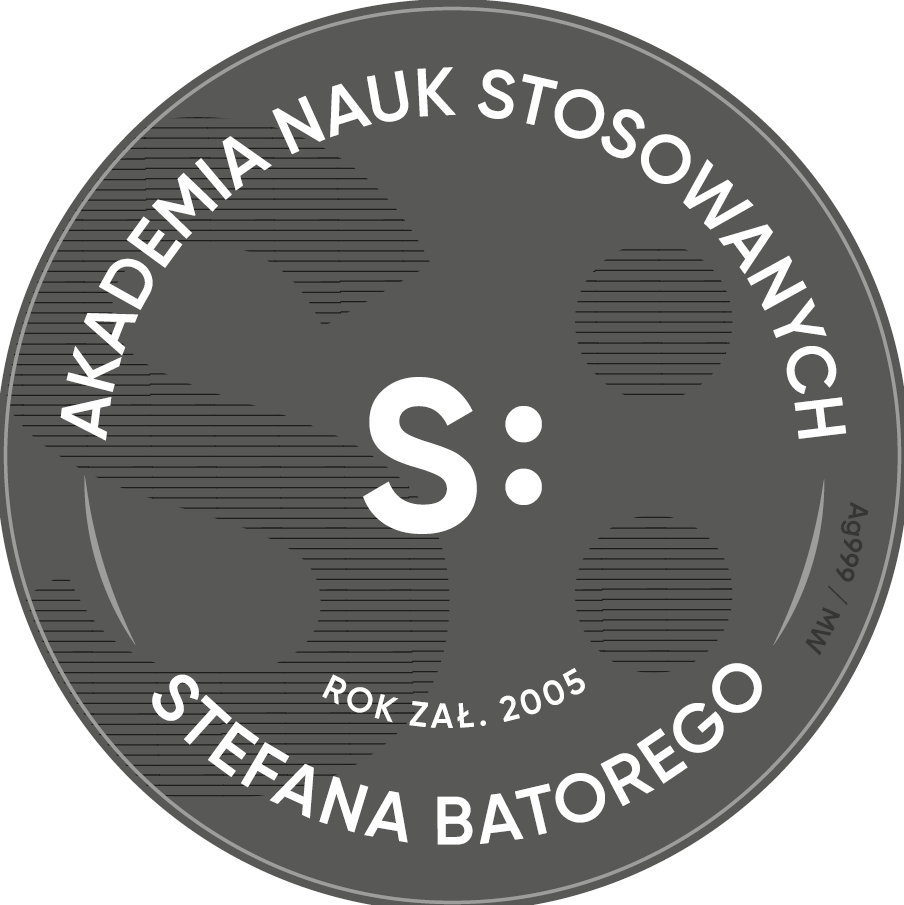 AKADEMIA NAUK STOSOWANYCH
S:
Ag999 / MW
ROK ZAŁ. 2005
STEFANA BATOREGO